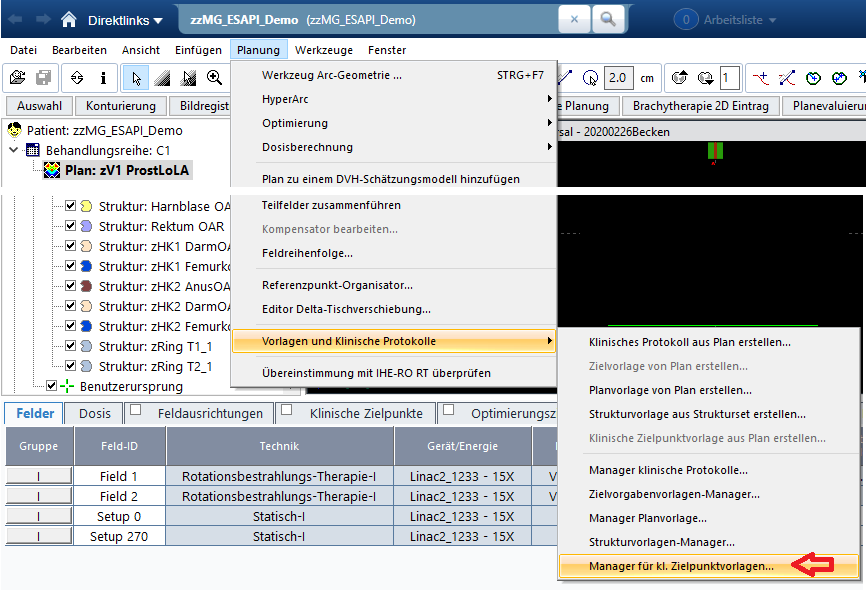 Direktlinks zzMG_ESAPI_Demo (zzMG_ESAPI_Demo) × 0 Arbeitsliste
Datei Bearbeiten Ansicht Einfügen Planung Werkzeuge Fenster
2.0 cm 1
Auswahl Konturierung Bildregist e Planung Brachytherapie 2D Eintrag Planevaluierun
Patient: zzMG_ESAPI_Demo
Behandlungsreihe: C1
Plan: zV1 ProstLoLA
Werkzeug Arc-Geometrie ... STRG+F7
HyperArc
Optimierung
Dosisberechnung
Plan zu einem DVH-Schätzungsmodell hinzufügen
Teilfelder zusammenführen
Kompensator bearbeiten...
Feldreihenfolge...
Referenzpunkt-Organisator...
Editor Delta-Tischverschiebung...
Vorlagen und Klinische Protokolle
Übereinstimmung mit IHE-RO RT überprüfen
sal - 20200226Becken
Struktur: Harnblase OA
Struktur: Rektum OAR
Struktur: zHK1 DarmOA
Struktur: zHK1 Femurko
Struktur: zHK2 AnusOA
Struktur: zHK2 DarmOA
Struktur: zHK2 Femurko
Struktur: zRing T1_1
Struktur: zRing T2_1
Benutzerursprung
Klinisches Protokoll aus Plan erstellen...
Zielvorlage von Plan erstellen...
Planvorlage von Plan erstellen...
Strukturvorlage aus Strukturset erstellen...
Klinische Zielpunktvorlage aus Plan erstellen...
Manager klinische Protokolle...
Zielvorgabenvorlagen-Manager...
Manager Planvorlage...
Strukturvorlagen-Manager...
Manager für kl. Zielpunktvorlagen...
Felder Dosis Feldausrichtungen Klinische Zielpunkte Optimierungsz
Gruppe Feld-ID Technik Gerät/Energie
I Field 1 Rotationsbestrahlungs-Therapie-I Linac2_1233 - 15X V
I Field 2 Rotationsbestrahlungs-Therapie-I Linac2_1233 - 15X V
I Setup 0 Statisch-I Linac2_1233 - 15X
I Setup 270 Statisch-I Linac2_1233 - 15X